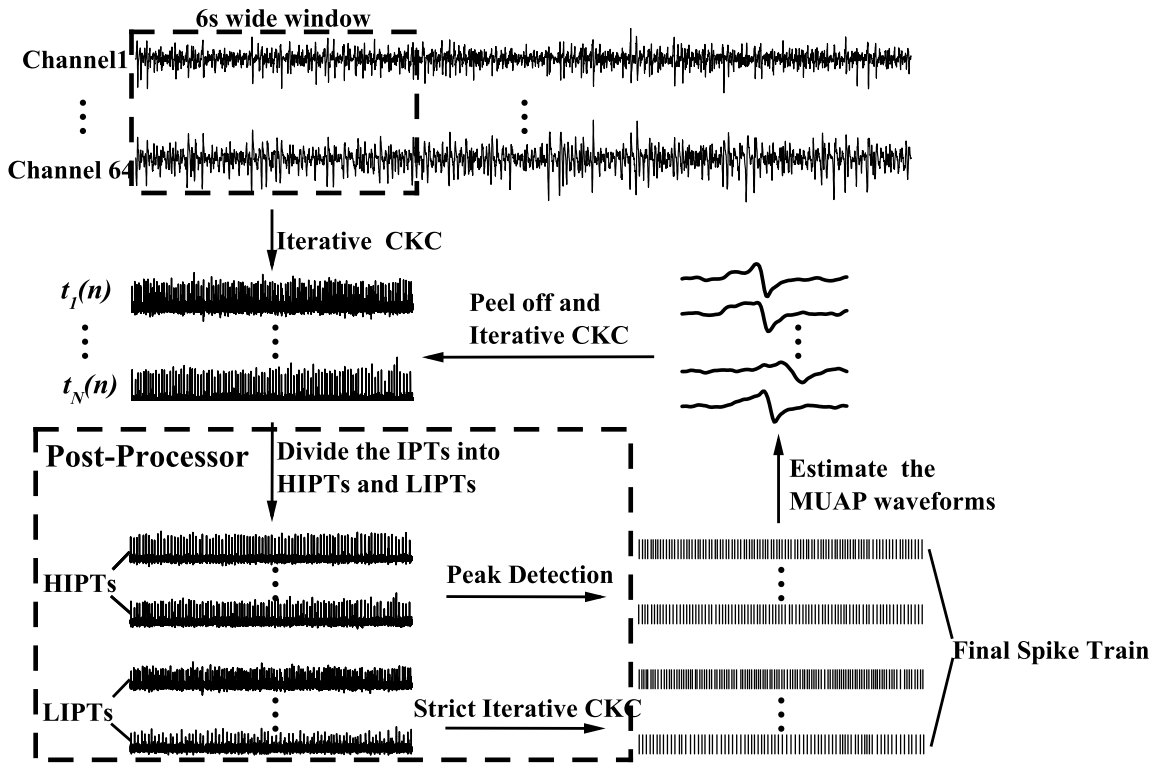 6s wide window
Channel1
Channel 64
Iterative CKC
t1(n)
tN(n)
Peel off and
Iterative CKC
Post-Processor
Divide the IPTs into
HIPTs and LIPTs
Estimate the
MUAP waveforms
HIPTs
Peak Detection
Final Spike Train
LIPTs
Strict Iterative CKC